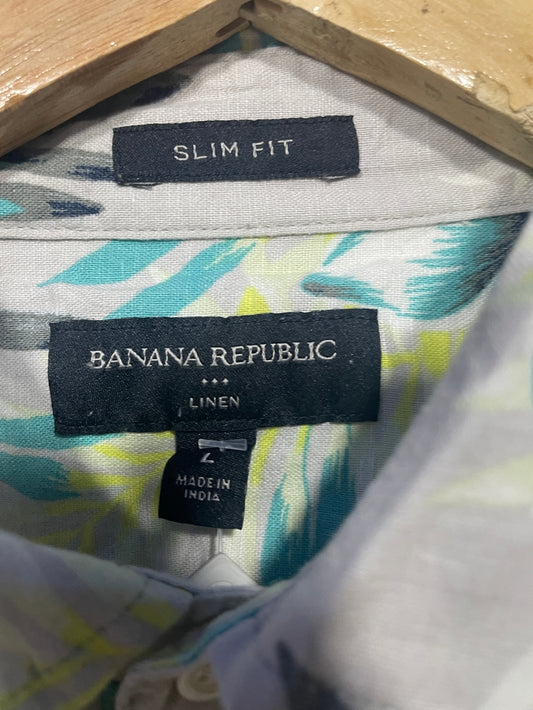 SLIM FIT
BANANA REPUBLIC
LINEN
MADE IN
INDIA